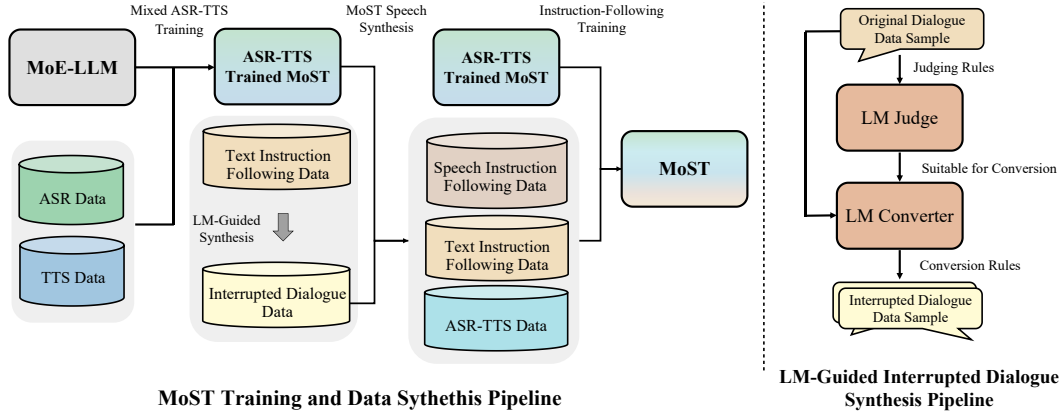 Mixed ASR-TTS
Training
MoST Speech
Synthesis
Instruction-Following
Training
MoE-LLM
ASR-TTS
Trained MoST
ASR-TTS
Trained MoST
ASR Data
TTS Data
Text Instruction
Following Data
LM-Guided
Synthesis
Interrupted Dialogue
Data
Speech Instruction
Following Data
Text Instruction
Following Data
ASR-TTS Data
MoST
MoST Training and Data Sythethis Pipeline
Original Dialogue
Data Sample
Judging Rules
LM Judge
Suitable for Conversion
LM Converter
Conversion Rules
Interrupted Dialogue
Data Sample
LM-Guided Interrupted Dialogue
Synthesis Pipeline